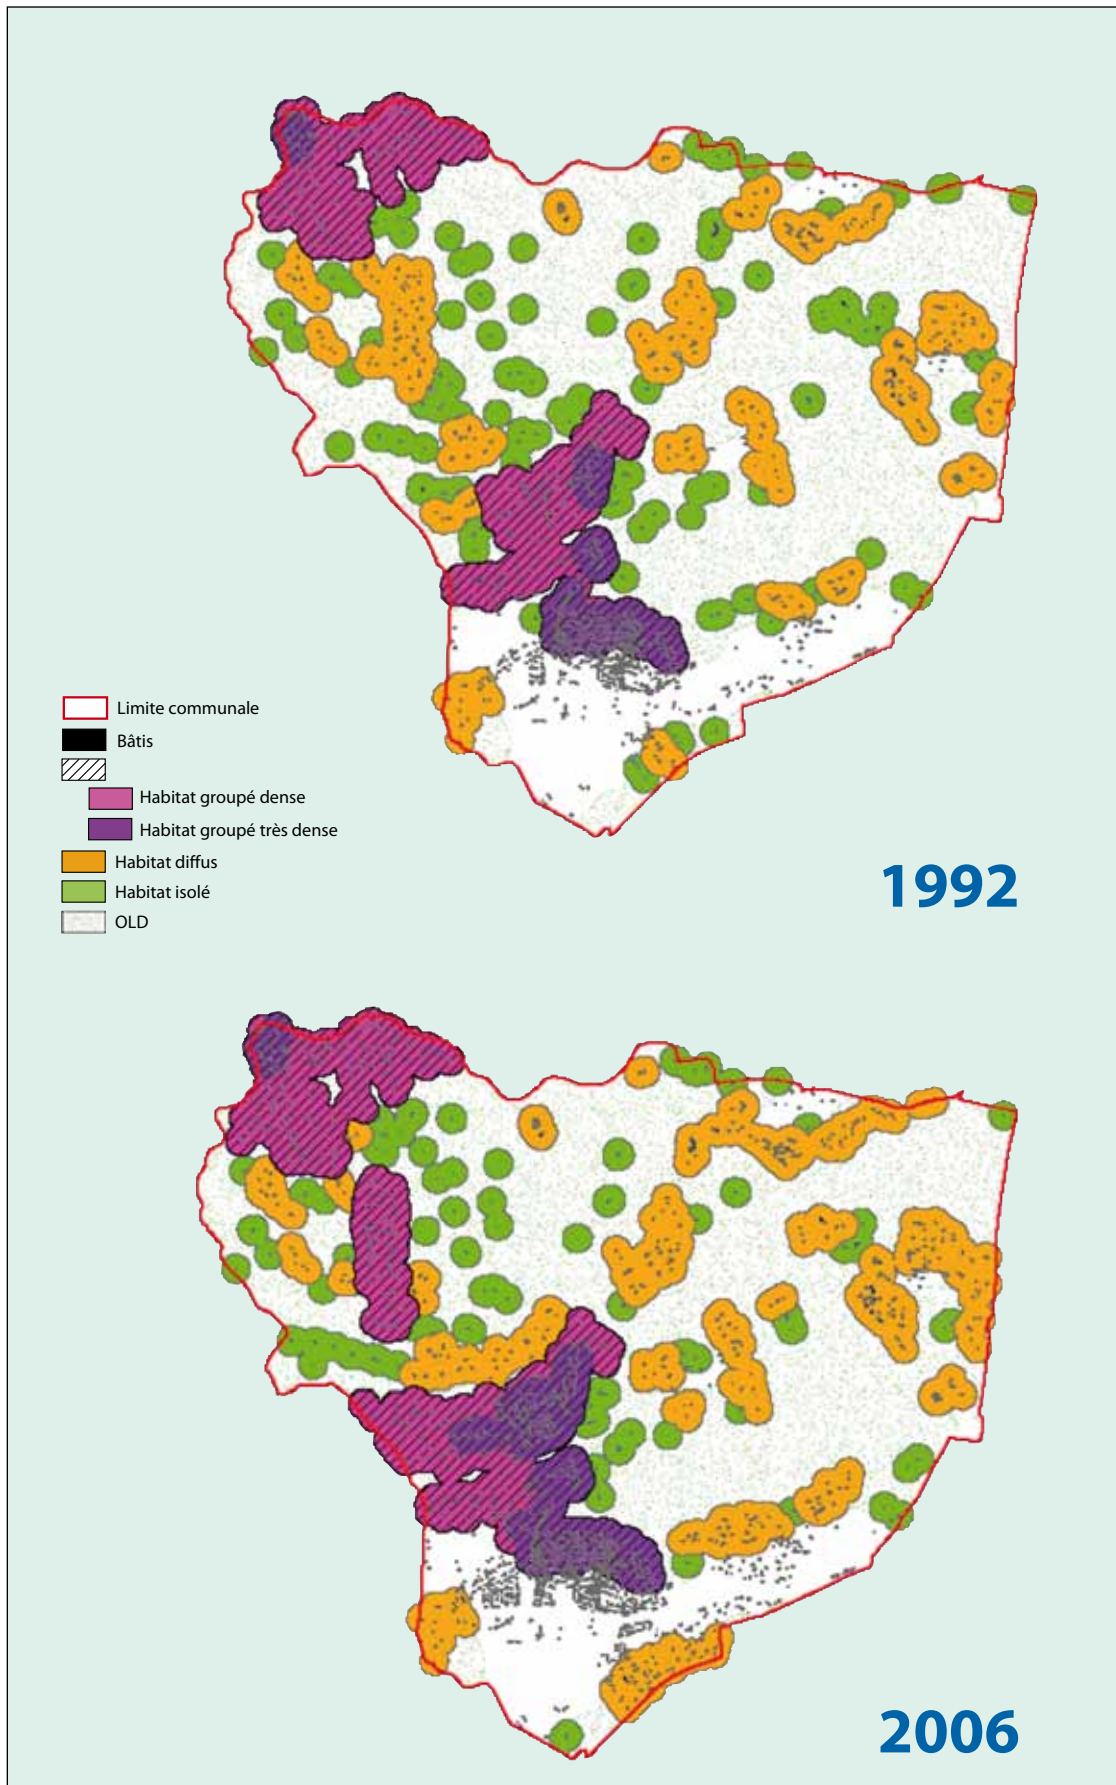 Limite communale
Bâtis
Habitat groupé dense
Habitat groupé très dense
Habitat diffus
Habitat isolé
OLD
1992
2006